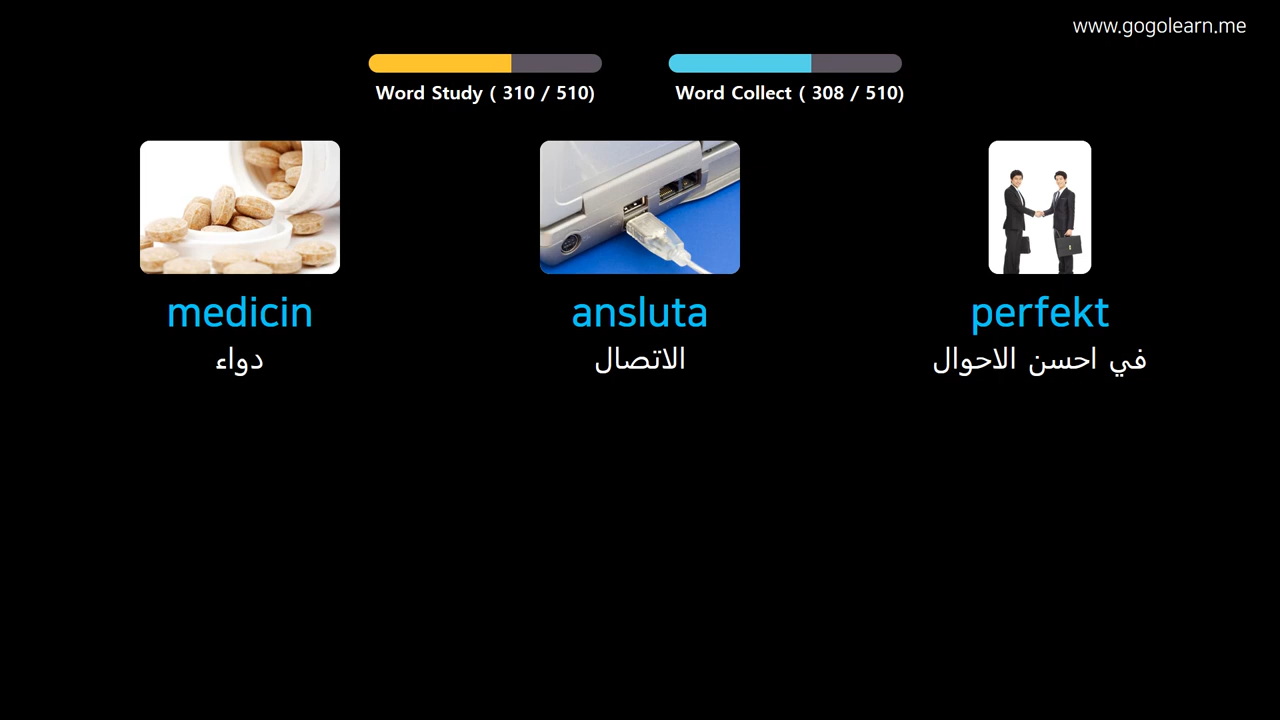 www.gogolearn.me
Word Study ( 310 / 510)
Word Collect ( 308 / 510)
medicin
دواء
ansluta
الاتصال
perfekt
في احسن الاحوال